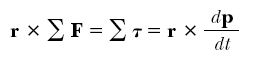 r × ∑ F = ∑ τ = r × dp/dt